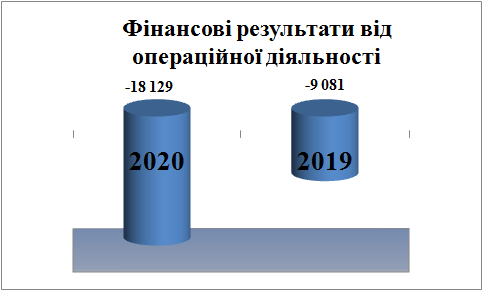 Фінансові результати від
операційної діяльності
-18 129
-9 081
2020
2019